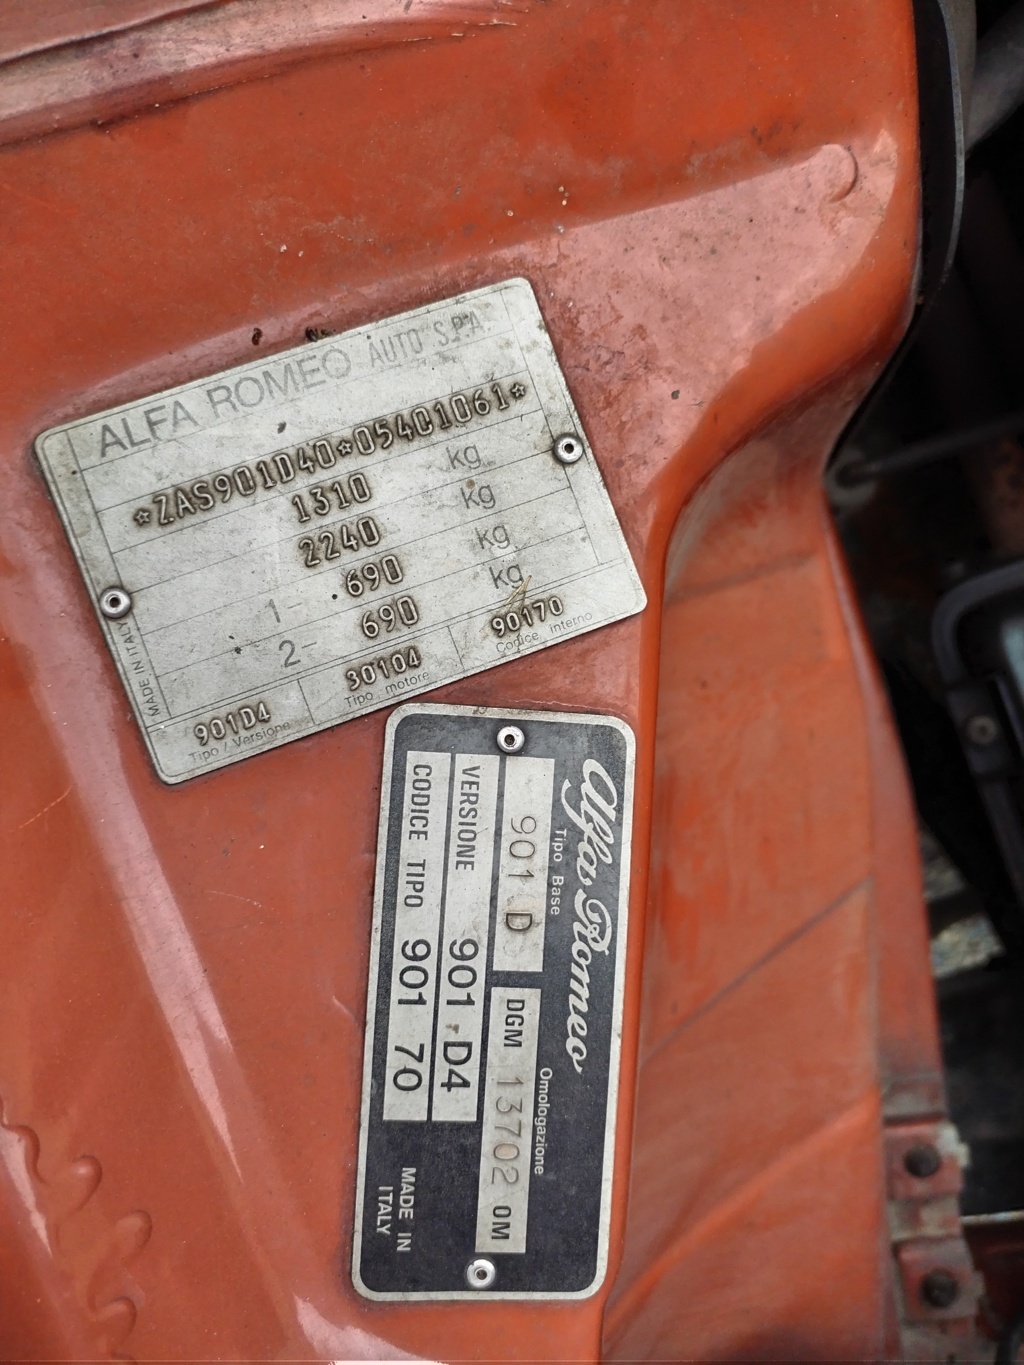 ALFA ROMEO AUTO S.P.A.
*ZAS901D40*05401061*
1310 kg
2240 kg
1- 690 kg
2- 690 kg
901D4 30104 90170
Tipo / Versione Tipo motore Codice interno
MADE IN ITALY
Alfa Romeo
Tipo Base Omologazione
901 D DGM 13702 OM
VERSIONE 901 D4
CODICE TIPO 901 70
MADE IN
ITALY